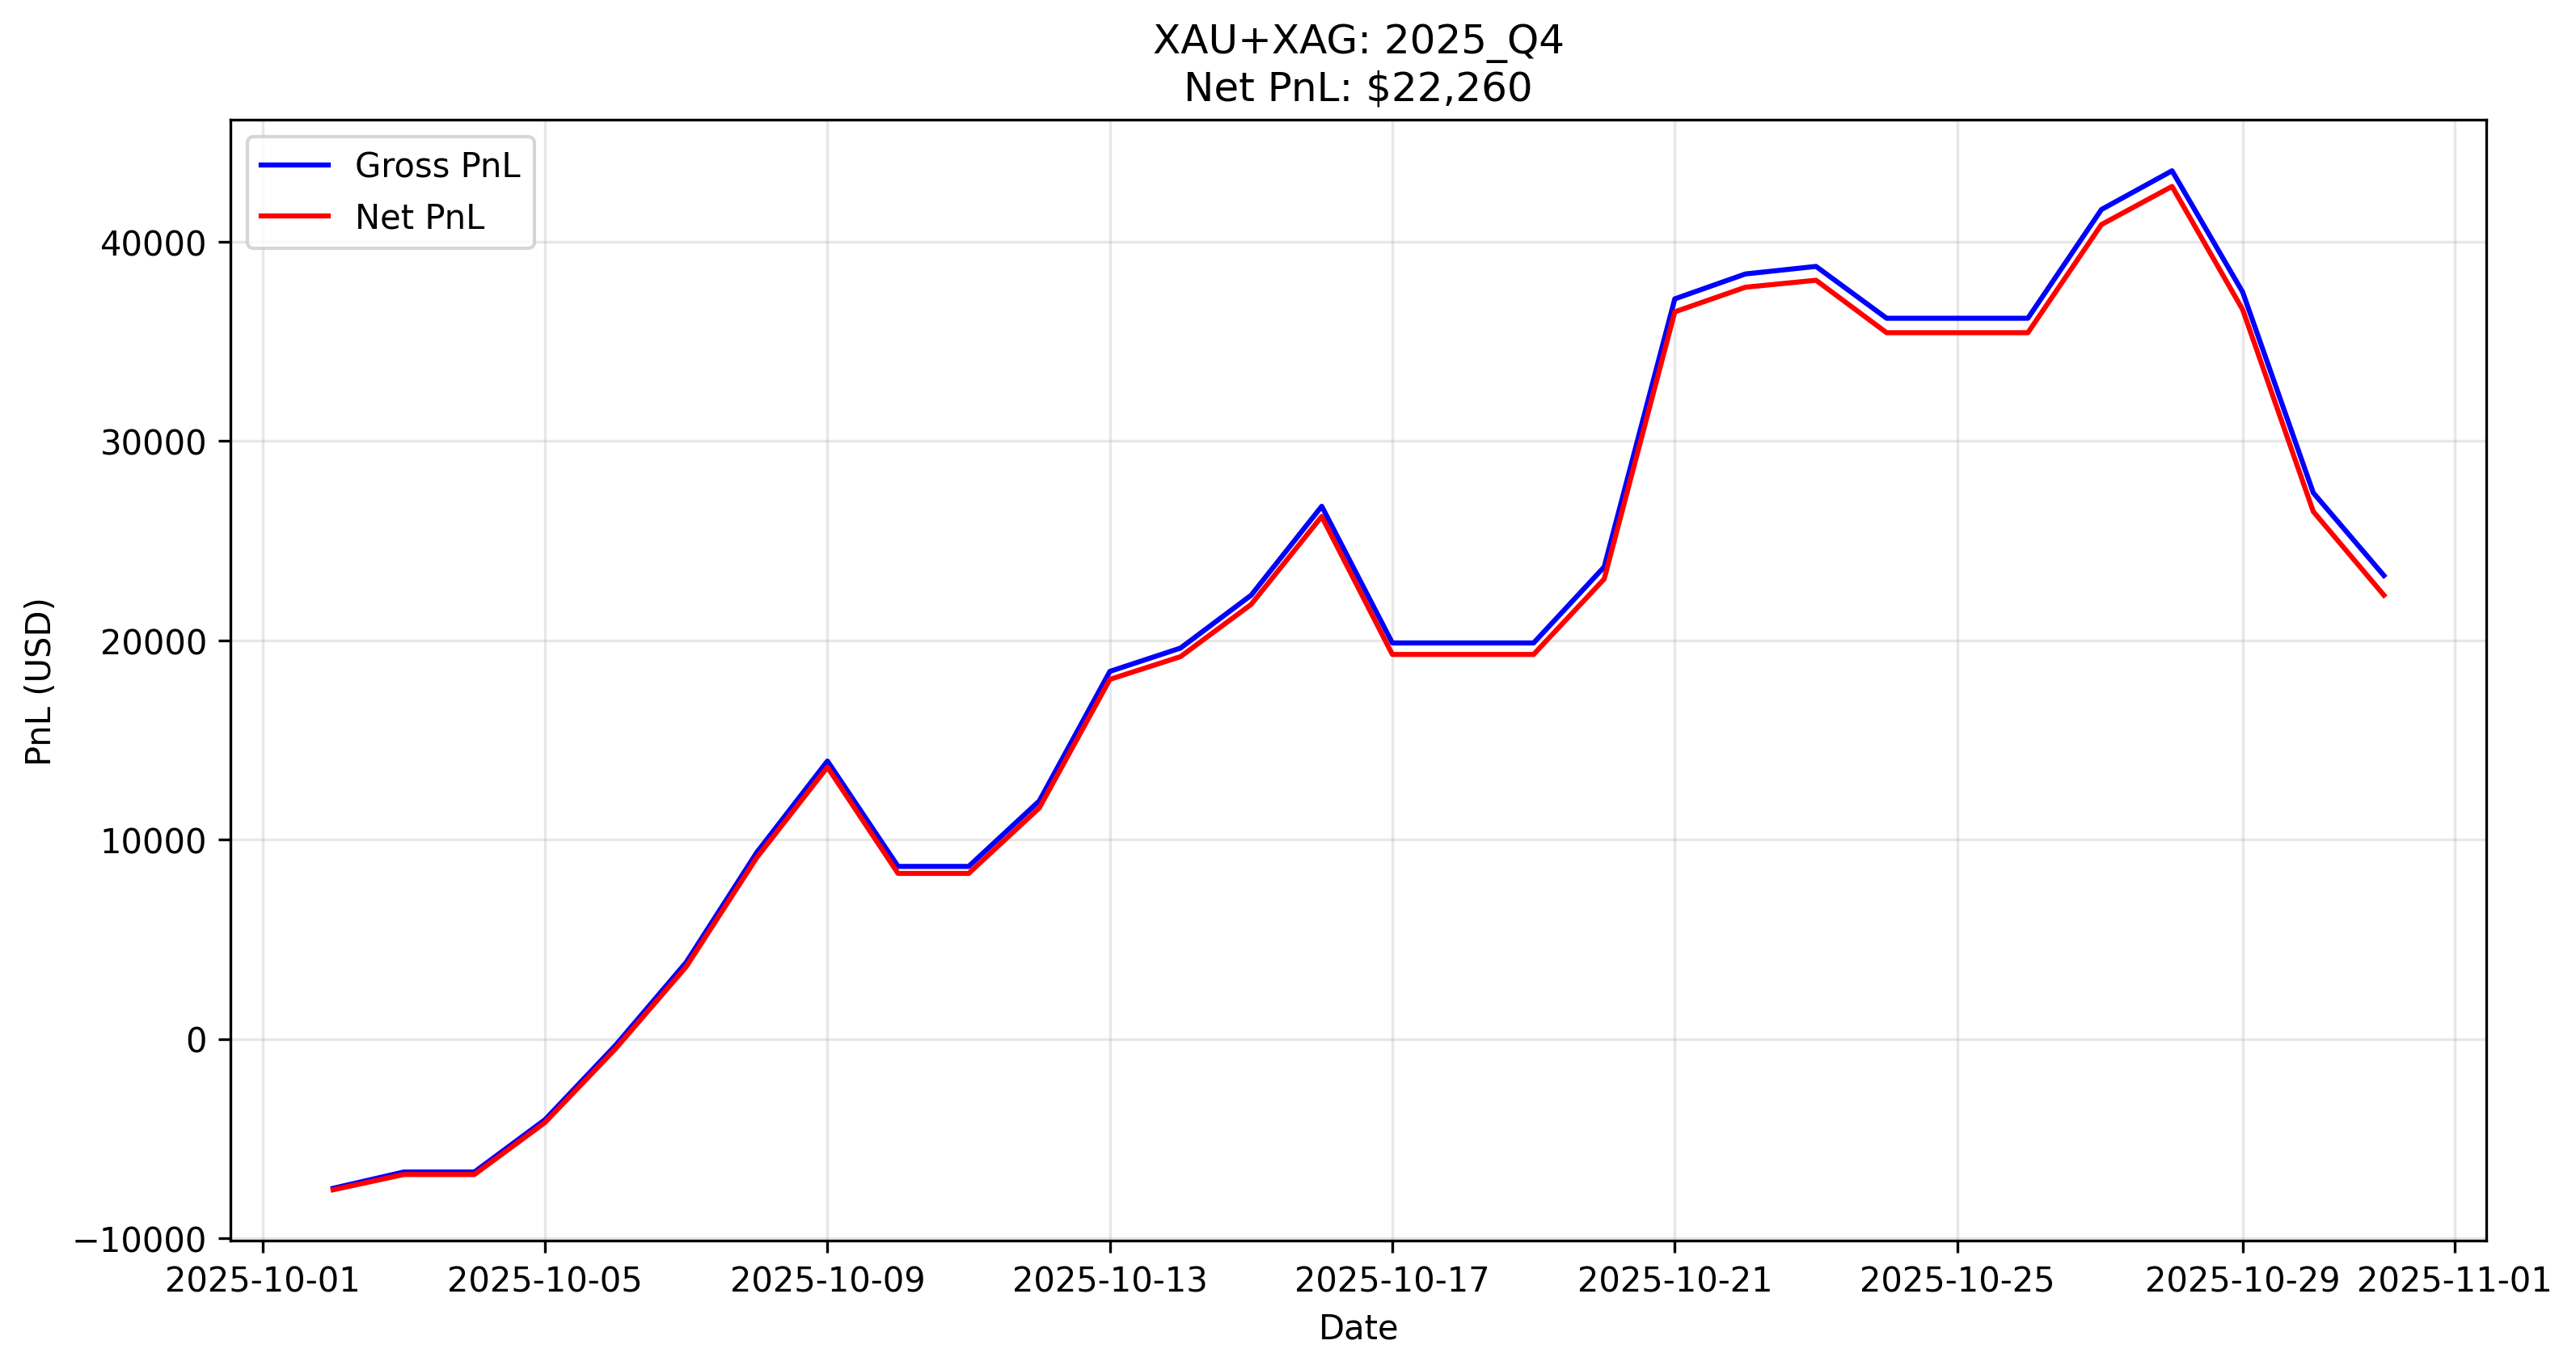 XAU+XAG: 2025_Q4
Net PnL: $22,260
Gross PnL
Net PnL
PnL (USD)
40000
30000
20000
10000
0
−10000
2025-10-01
2025-10-05
2025-10-09
2025-10-13
2025-10-17
2025-10-21
2025-10-25
2025-10-29
2025-11-01
Date